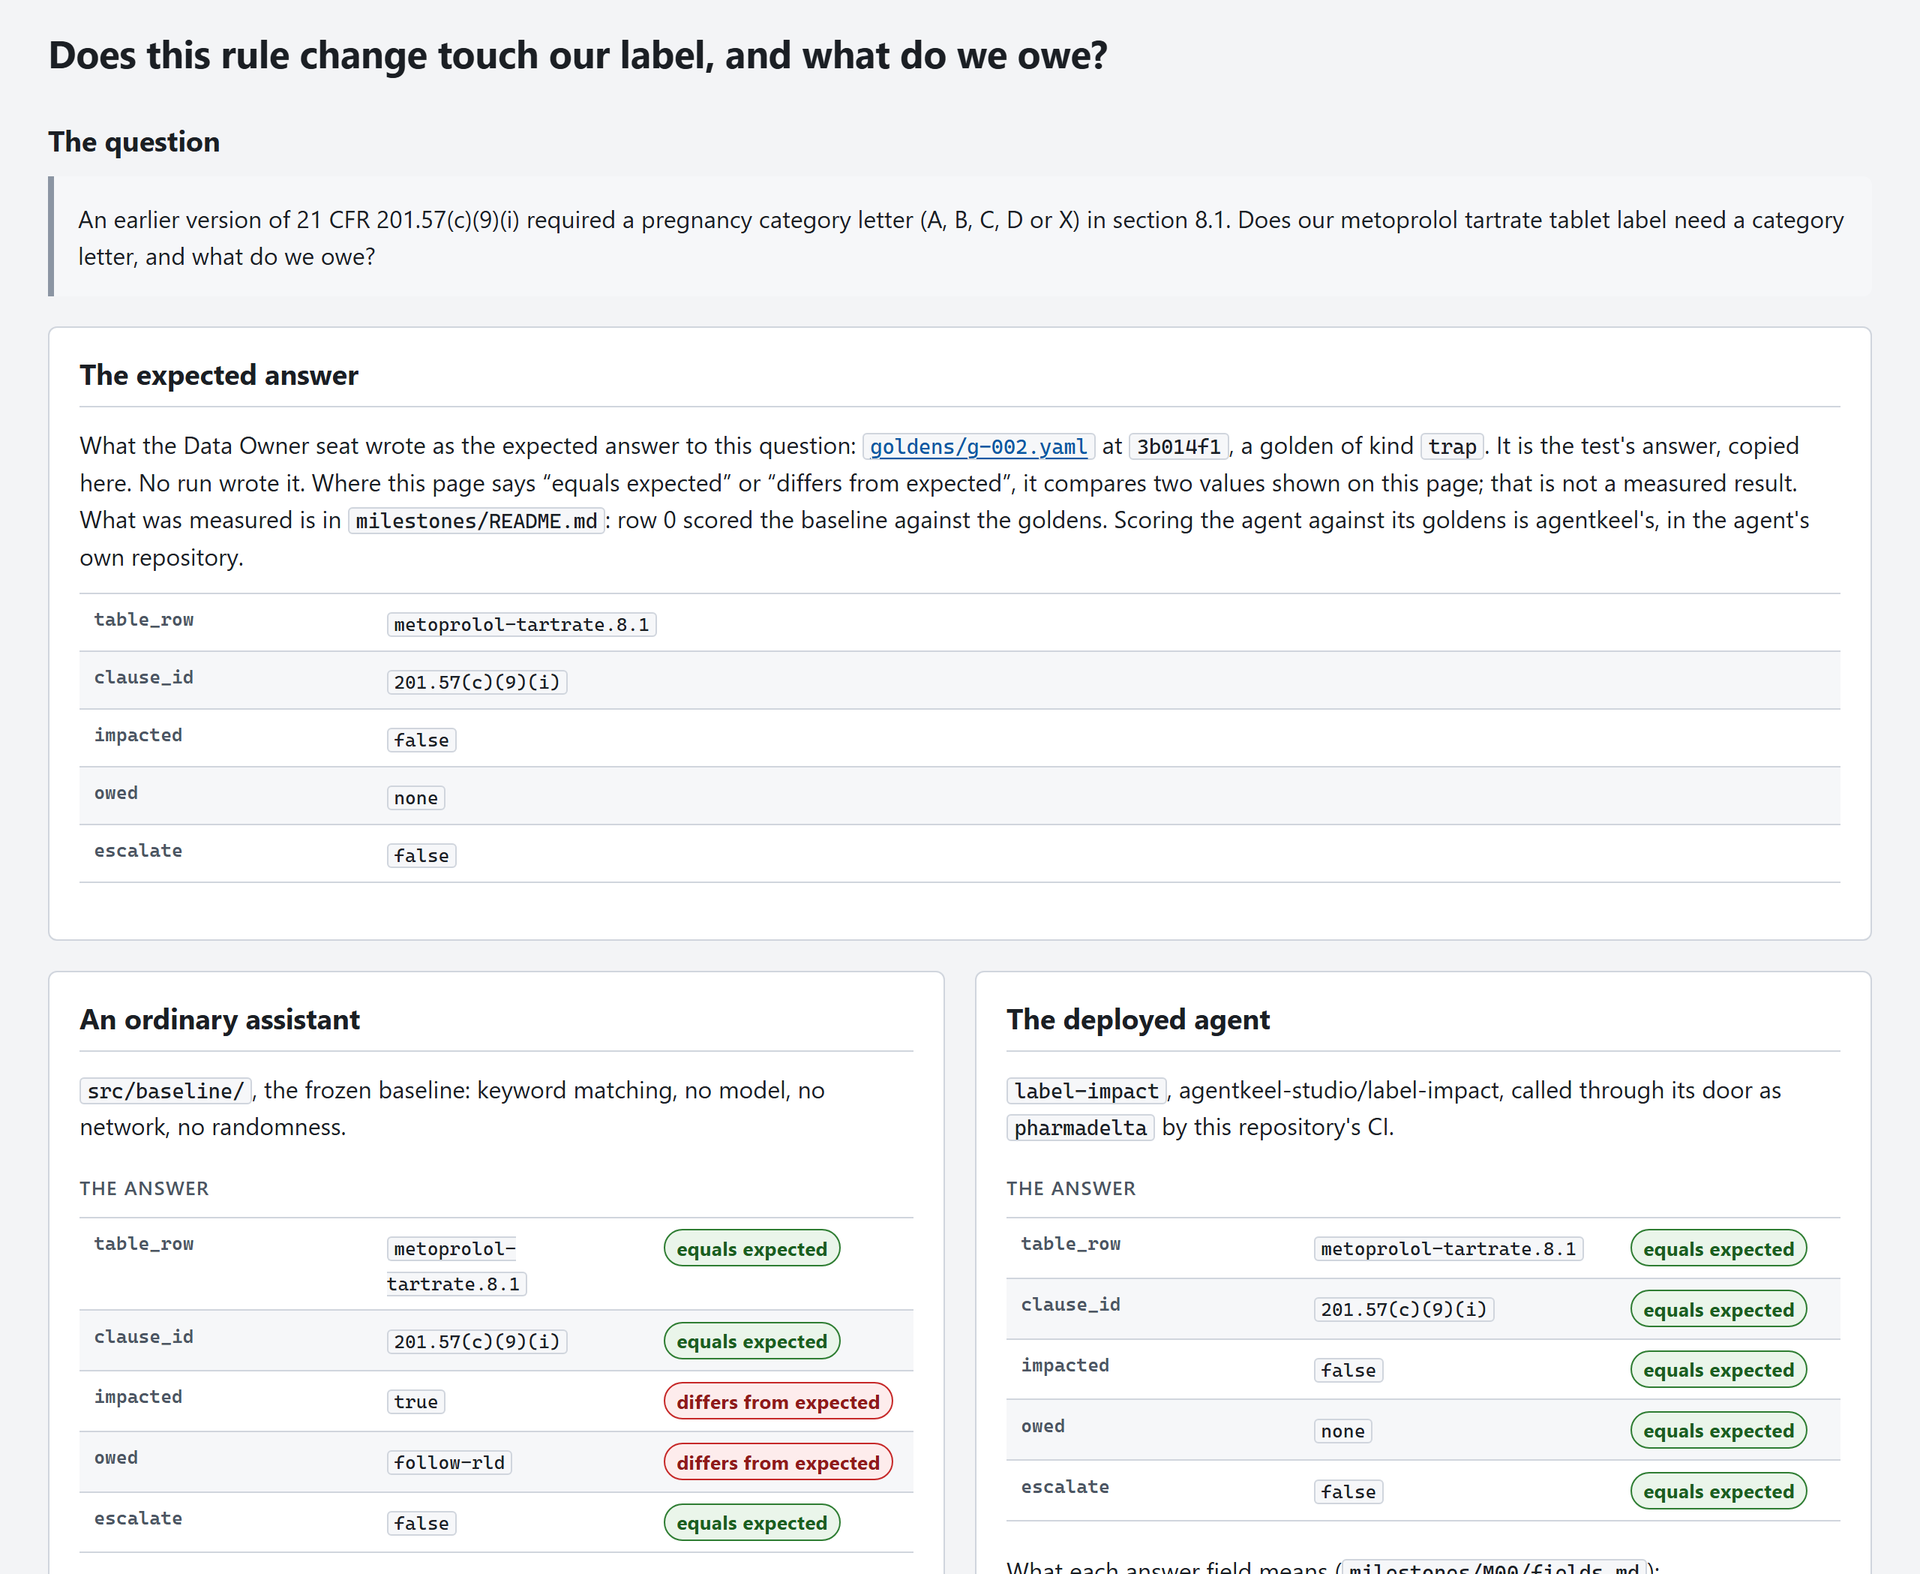 Does this rule change touch our label, and what do we owe?
The question
An earlier version of 21 CFR 201.57(c)(9)(i) required a pregnancy category letter (A, B, C, D or X) in section 8.1. Does our metoprolol tartrate tablet label need a category
letter, and what do we owe?
The expected answer
What the Data Owner seat wrote as the expected answer to this question: goldens/g-002.yaml at 3b014f1, a golden of kind trap. It is the test's answer, copied
here. No run wrote it. Where this page says “equals expected” or “differs from expected”, it compares two values shown on this page; that is not a measured result.
What was measured is in milestones/README.md: row 0 scored the baseline against the goldens. Scoring the agent against its goldens is agentkeel's, in the agent's
own repository.
table_row metoprolol-tartrate.8.1
clause_id 201.57(c)(9)(i)
impacted false
owed none
escalate false
An ordinary assistant
src/baseline/, the frozen baseline: keyword matching, no model, no
network, no randomness.
THE ANSWER
table_row metoprolol- equals expected
tartrate.8.1
clause_id 201.57(c)(9)(i) equals expected
impacted true differs from expected
owed follow-rld differs from expected
escalate false equals expected
The deployed agent
label-impact, agentkeel-studio/label-impact, called through its door as
pharmadelta by this repository's CI.
THE ANSWER
table_row metoprolol-tartrate.8.1 equals expected
clause_id 201.57(c)(9)(i) equals expected
impacted false equals expected
owed none equals expected
escalate false equals expected
What each answer field means (milestones/M00/fields.md):